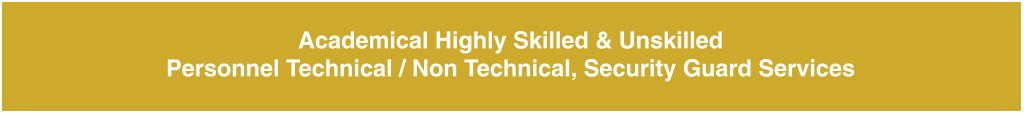 Academical Highly Skilled & Unskilled
Personnel Technical / Non Technical, Security Guard Services